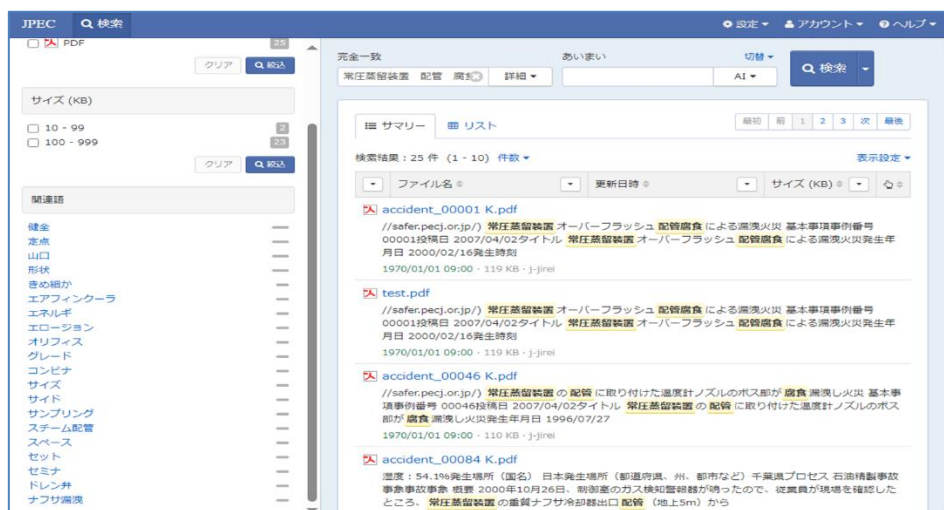 JPEC 検索 設定 アカウント ヘルプ
PDF 25
クリア 絞込
サイズ (KB)
10 - 99 2
100 - 999 23
クリア 絞込
関連語
健全
定点
山口
形状
きめ細か
エアフィンクーラ
エネルギ
エロージョン
オリフィス
グレード
コンビナ
サイズ
サイド
サンプリング
スチーム配管
スペース
セット
セミナ
ドレン弁
ナフサ漏洩
完全一致 あいまい 切替
常圧蒸留装置 配管 詳細 AI 検索
サマリー リスト 最初 前 1 2 3 次 最後
検索結果:25 件 (1 - 10) 件数 表示設定
ファイル名 更新日時 サイズ (KB)
accident_00001 K.pdf
//safer.pecj.or.jp/) 常圧蒸留装置 オーバーフラッシュ 配管腐食 による漏洩火災 基本事項事例番号
00001投稿日 2007/04/02タイトル 常圧蒸留装置 オーバーフラッシュ 配管腐食 による漏洩火災発生年
月日 2000/02/16発生時刻
1970/01/01 09:00 - 119 KB - j-jirei
test.pdf
//safer.pecj.or.jp/) 常圧蒸留装置 オーバーフラッシュ 配管腐食 による漏洩火災 基本事項事例番号
00001投稿日 2007/04/02タイトル 常圧蒸留装置 オーバーフラッシュ 配管腐食 による漏洩火災発生年
月日 2000/02/16発生時刻
1970/01/01 09:00 - 119 KB - j-jirei
accident_00046 K.pdf
//safer.pecj.or.jp/) 常圧蒸留装置 の 配管 に取り付けた温度計ノズルのボス部が 腐食 漏洩し火災 基本事
項事例番号 00046投稿日 2007/04/02タイトル 常圧蒸留装置 の 配管 に取り付けた温度計ノズルのボス
部が 腐食 漏洩し火災発生年月日 1996/07/27
1970/01/01 09:00 - 110 KB - j-jirei
accident_00084 K.pdf
湿度:54.1%発生場所(国名) 日本発生場所(都道府県、州、都市など)千葉県プロセス 石油精製事故
事象事故事象 概要 2000年10月26日、制御室のガス検知警報器が鳴ったので、従業員が現場を確認した
ところ、常圧蒸留装置 の重質ナフサ冷却器出口 配管 (地上5m)から